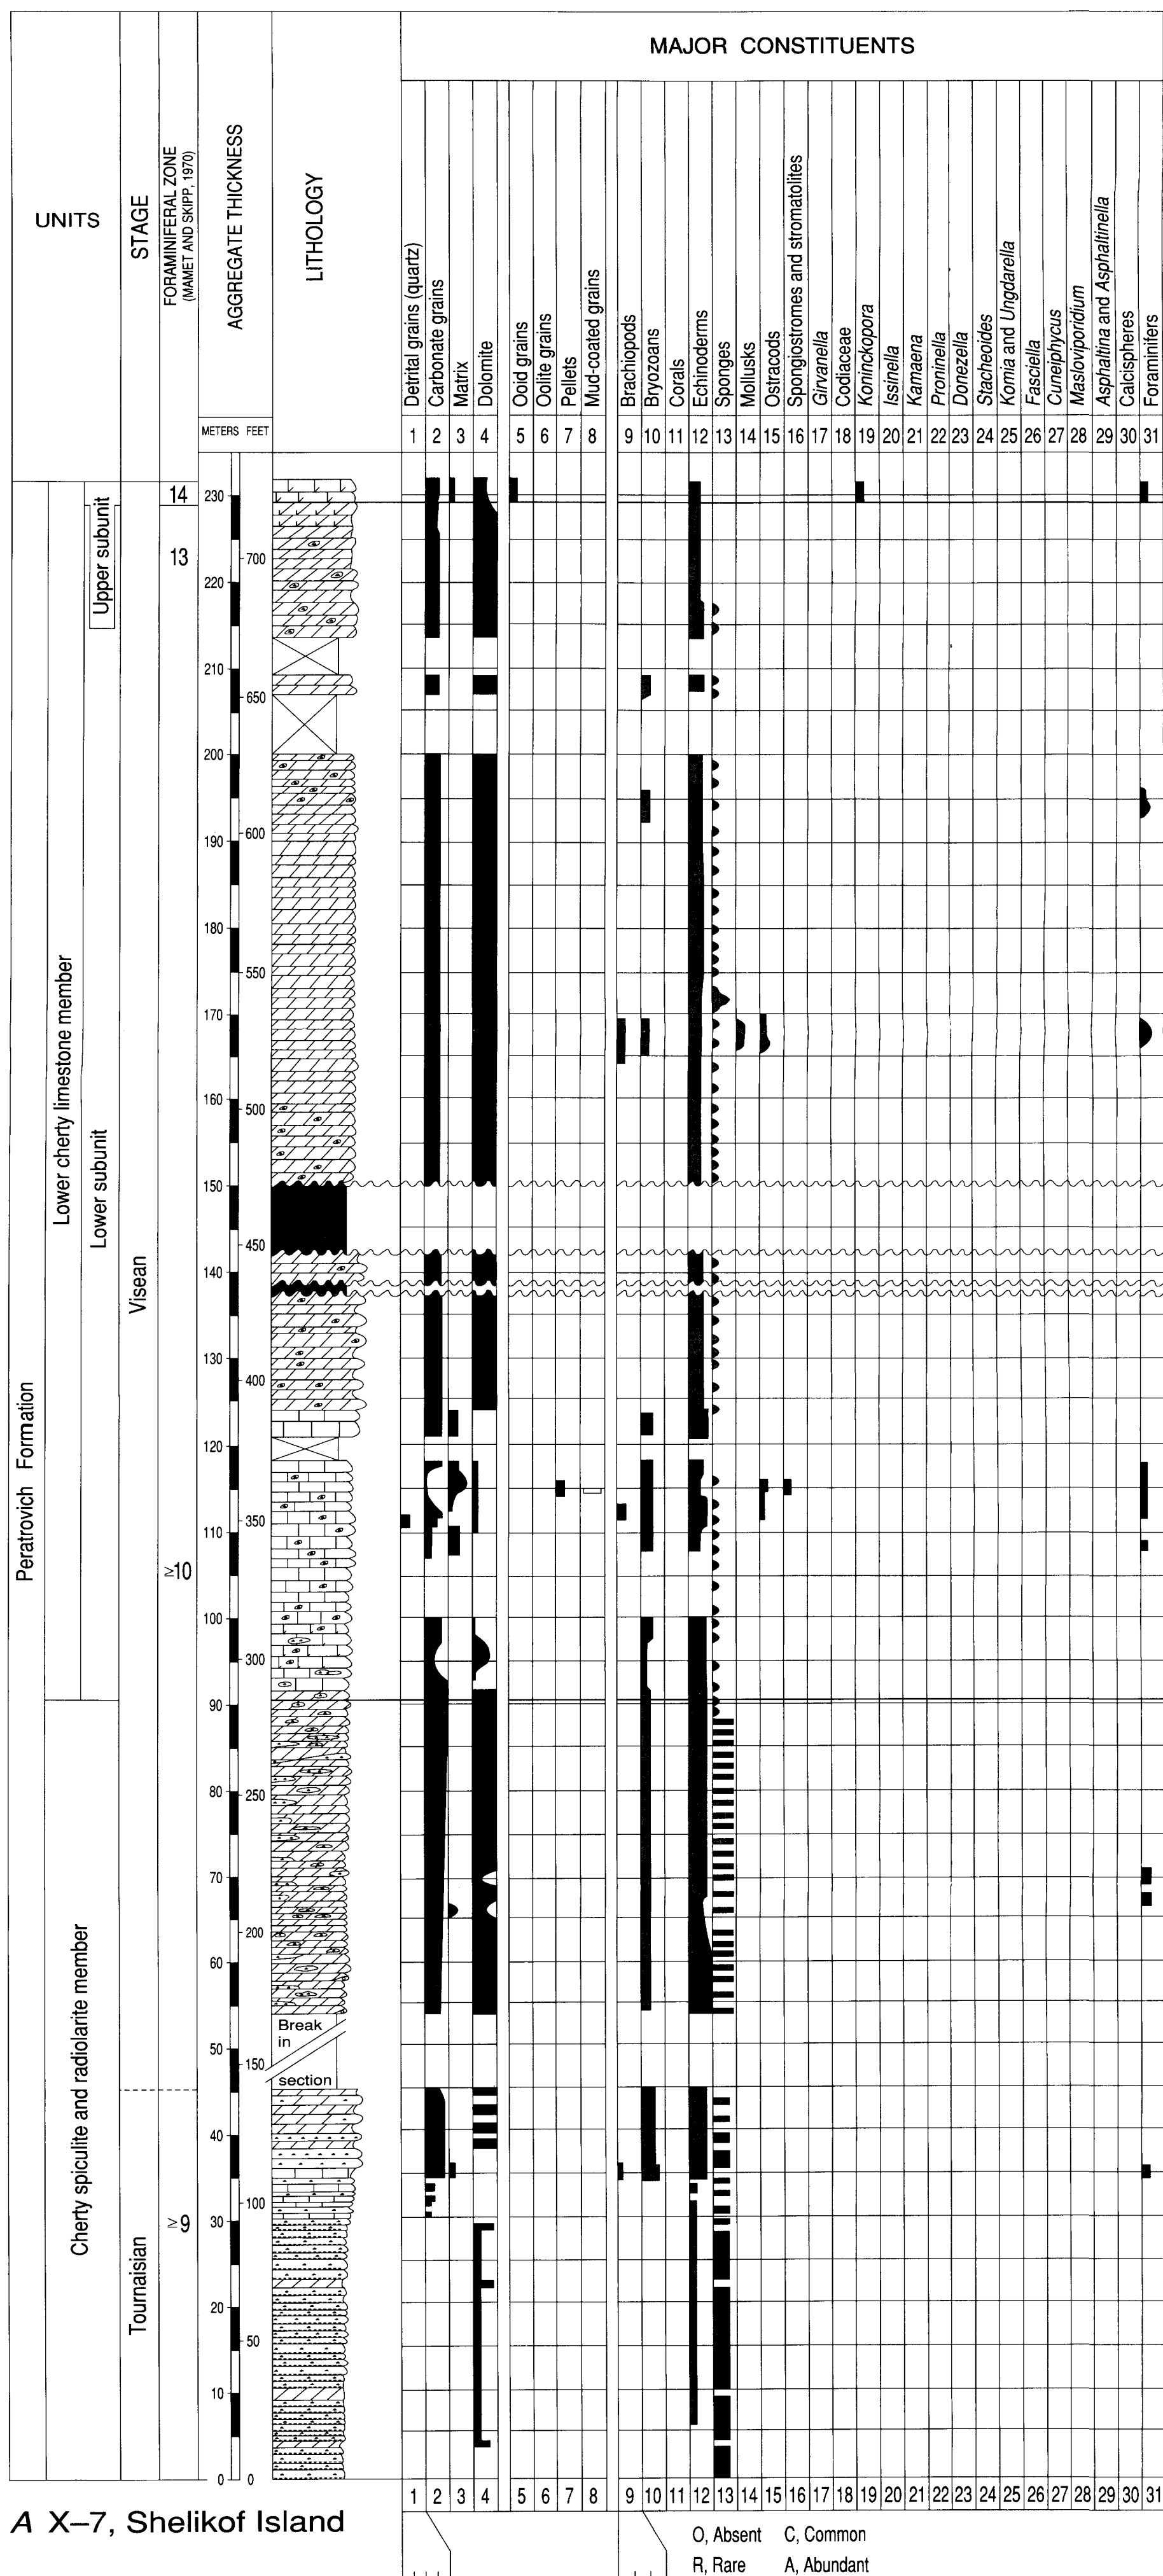 MAJOR CONSTITUENTS
UNITS
STAGE
FORAMINIFERAL ZONE
(MAMET AND SKIPP, 1970)
AGGREGATE THICKNESS
LITHOLOGY
Detrital grains (quartz)
Carbonate grains
Matrix
Dolomite
Ooid grains
Oolite grains
Pellets
Mud-coated grains
Brachiopods
Bryozoans
Corals
Echinoderms
Sponges
Mollusks
Ostracods
Spongiostromes and stromatolites
Girvanella
Codiaceae
Koninckopora
Issinella
Kamaena
Proninella
Donezella
Stacheoides
Komia and Ungdarella
Fasciella
Cuneiphycus
Masloviporidium
Asphaltina and Asphaltinella
Calcispheres
Foraminifers
METERS FEET
1 2 3 4 5 6 7 8 9 10 11 12 13 14 15 16 17 18 19 20 21 22 23 24 25 26 27 28 29 30 31
Peratrovich Formation
Lower cherty limestone member
Upper subunit
Lower subunit
Cherty spiculite and radiolarite member
Visean
Tournaisian
14
13
≥10
≥9
230
220
210
200
190
180
170
160
150
140
130
120
110
100
90
80
70
60
50
40
30
20
10
0
700
650
600
550
500
450
400
350
300
250
200
150
100
50
0
Break
in
section
1 2 3 4 5 6 7 8 9 10 11 12 13 14 15 16 17 18 19 20 21 22 23 24 25 26 27 28 29 30 31
A X–7, Shelikof Island
O, Absent C, Common
R, Rare A, Abundant